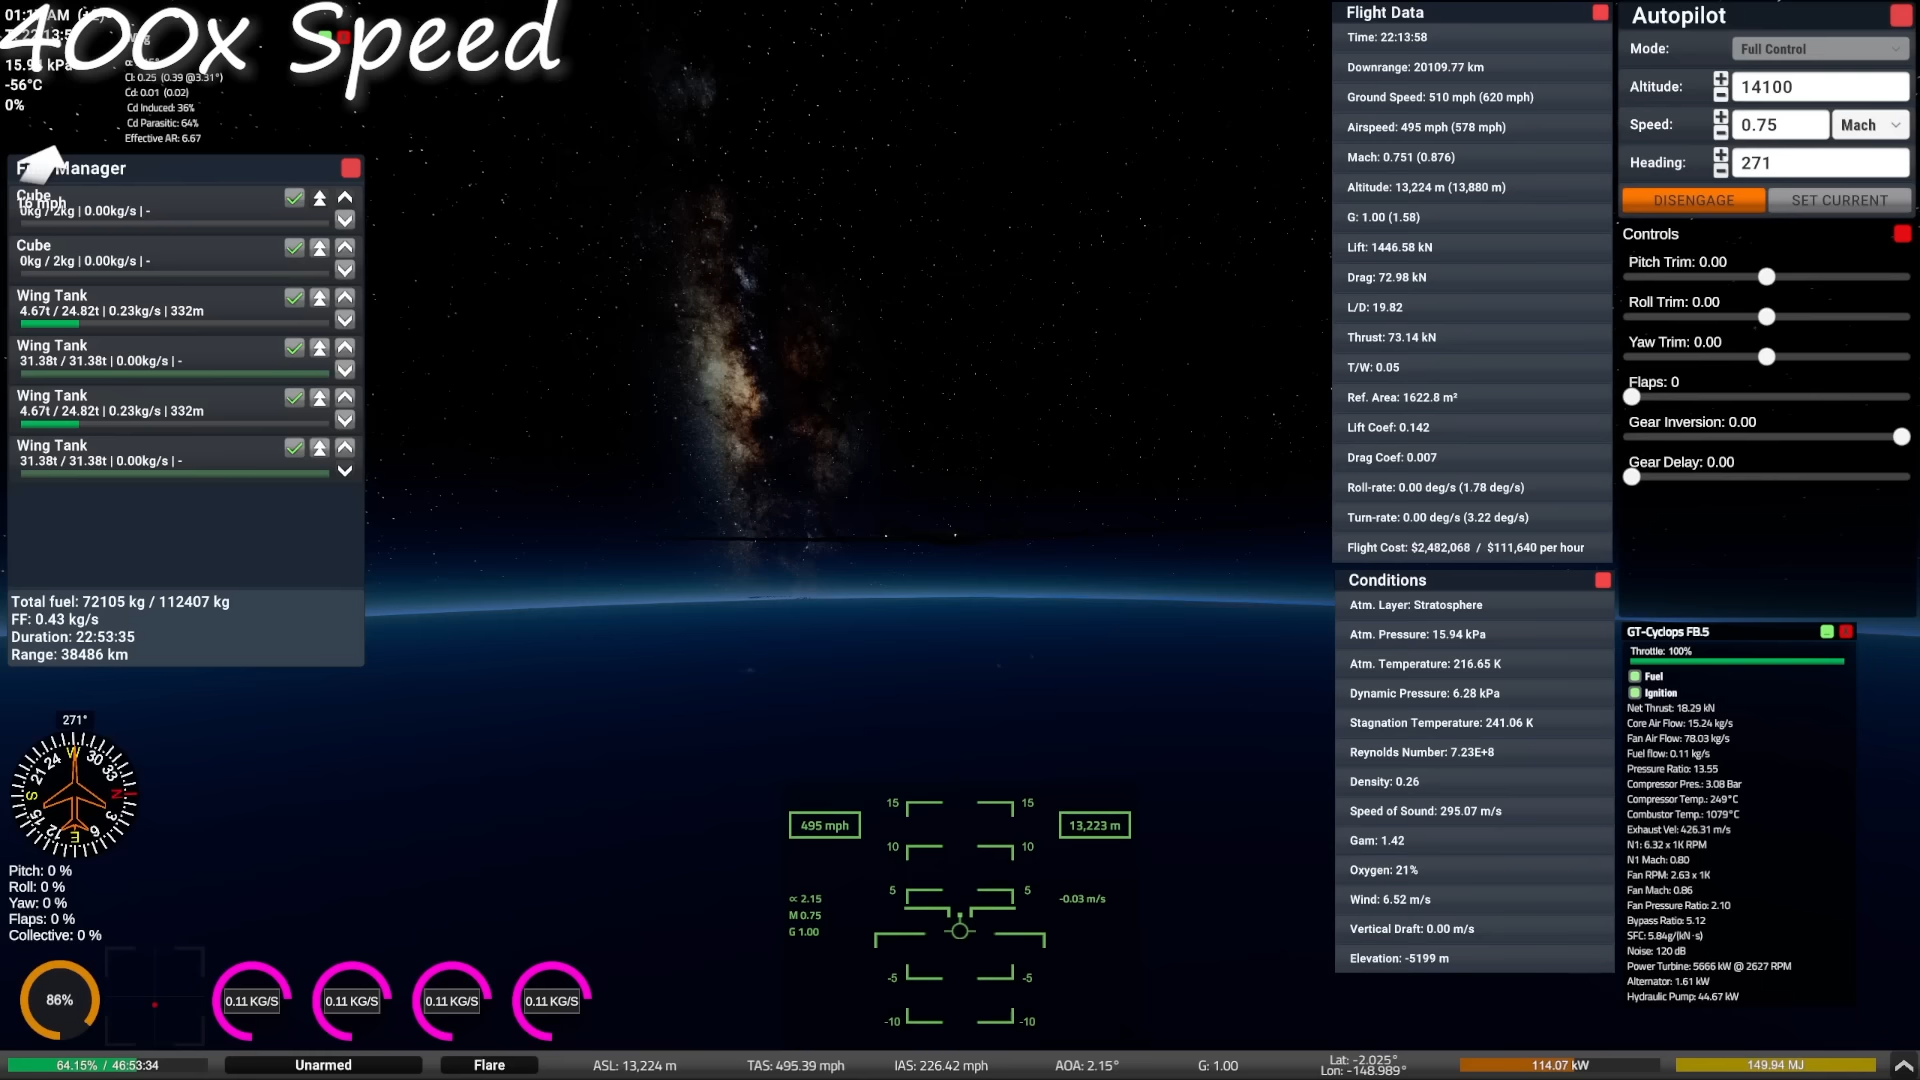 400x Speed
15.94 kPa
-56°C
0%
Cl: 0.25 (0.39 @3.31°)
Cd: 0.01 (0.02)
Cd Induced: 36%
Cd Parasitic: 64%
Effective AR: 6.67
Manager
Cube
0kg / 2kg | 0.00kg/s | -
Cube
0kg / 2kg | 0.00kg/s | -
Wing Tank
4.67t / 24.82t | 0.23kg/s | 332m
Wing Tank
31.38t / 31.38t | 0.00kg/s | -
Wing Tank
4.67t / 24.82t | 0.23kg/s | 332m
Wing Tank
31.38t / 31.38t | 0.00kg/s | -
Total fuel: 72105 kg / 112407 kg
FF: 0.43 kg/s
Duration: 22:53:35
Range: 38486 km
271°
W 30 33 N 3 6 E 12 15 S 21 24
Pitch: 0 %
Roll: 0 %
Yaw: 0 %
Flaps: 0 %
Collective: 0 %
86%
0.11 KG/S
0.11 KG/S
0.11 KG/S
0.11 KG/S
15 15
495 mph
13,223 m
10 10
5 5
∝ 2.15
-0.03 m/s
M 0.75
G 1.00
-5 -5
-10 -10
Flight Data
Time: 22:13:58
Downrange: 20109.77 km
Ground Speed: 510 mph (620 mph)
Airspeed: 495 mph (578 mph)
Mach: 0.751 (0.876)
Altitude: 13,224 m (13,880 m)
G: 1.00 (1.58)
Lift: 1446.58 kN
Drag: 72.98 kN
L/D: 19.82
Thrust: 73.14 kN
T/W: 0.05
Ref. Area: 1622.8 m²
Lift Coef: 0.142
Drag Coef: 0.007
Roll-rate: 0.00 deg/s (1.78 deg/s)
Turn-rate: 0.00 deg/s (3.22 deg/s)
Flight Cost: $2,482,068 / $111,640 per hour
Conditions
Atm. Layer: Stratosphere
Atm. Pressure: 15.94 kPa
Atm. Temperature: 216.65 K
Dynamic Pressure: 6.28 kPa
Stagnation Temperature: 241.06 K
Reynolds Number: 7.23E+8
Density: 0.26
Speed of Sound: 295.07 m/s
Gam: 1.42
Oxygen: 21%
Wind: 6.52 m/s
Vertical Draft: 0.00 m/s
Elevation: -5199 m
Autopilot
Mode: Full Control
Altitude: 14100
Speed: 0.75 Mach
Heading: 271
DISENGAGE SET CURRENT
Controls
Pitch Trim: 0.00
Roll Trim: 0.00
Yaw Trim: 0.00
Flaps: 0
Gear Inversion: 0.00
Gear Delay: 0.00
GT-Cyclops FB.5
Throttle: 100%
Fuel
Ignition
Net Thrust: 18.29 kN
Core Air Flow: 15.24 kg/s
Fan Air Flow: 78.03 kg/s
Fuel flow: 0.11 kg/s
Pressure Ratio: 13.55
Compressor Pres.: 3.08 Bar
Compressor Temp.: 249°C
Combustor Temp.: 1079°C
Exhaust Vel: 426.31 m/s
N1: 6.32 x 1K RPM
N1 Mach: 0.80
Fan RPM: 2.63 x 1K
Fan Mach: 0.86
Fan Pressure Ratio: 2.10
Bypass Ratio: 5.12
SFC: 5.84g/(kN·s)
Noise: 120 dB
Power Turbine: 5666 kW @ 2627 RPM
Alternator: 1.61 kW
Hydraulic Pump: 44.67 kW
64.15% / 46:53:34
Unarmed
Flare
ASL: 13,224 m
TAS: 495.39 mph
IAS: 226.42 mph
AOA: 2.15°
G: 1.00
Lat: -2.025°
Lon: -148.989°
114.07 kW
149.94 MJ